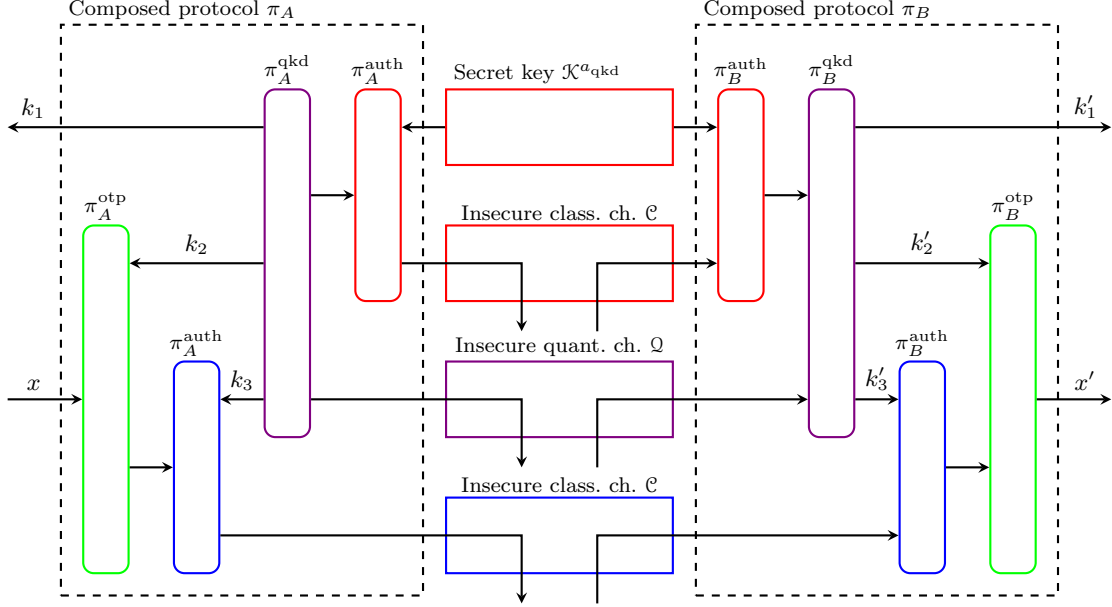 Composed protocol π_A
Composed protocol π_B
π_A^qkd
π_A^auth
Secret key 𝒦^{a_qkd}
π_B^auth
π_B^qkd
k_1
k′_1
π_A^otp
Insecure class. ch. 𝒞
π_B^otp
k_2
k′_2
π_A^auth
Insecure quant. ch. 𝒬
π_B^auth
x
k_3
k′_3
x′
Insecure class. ch. 𝒞